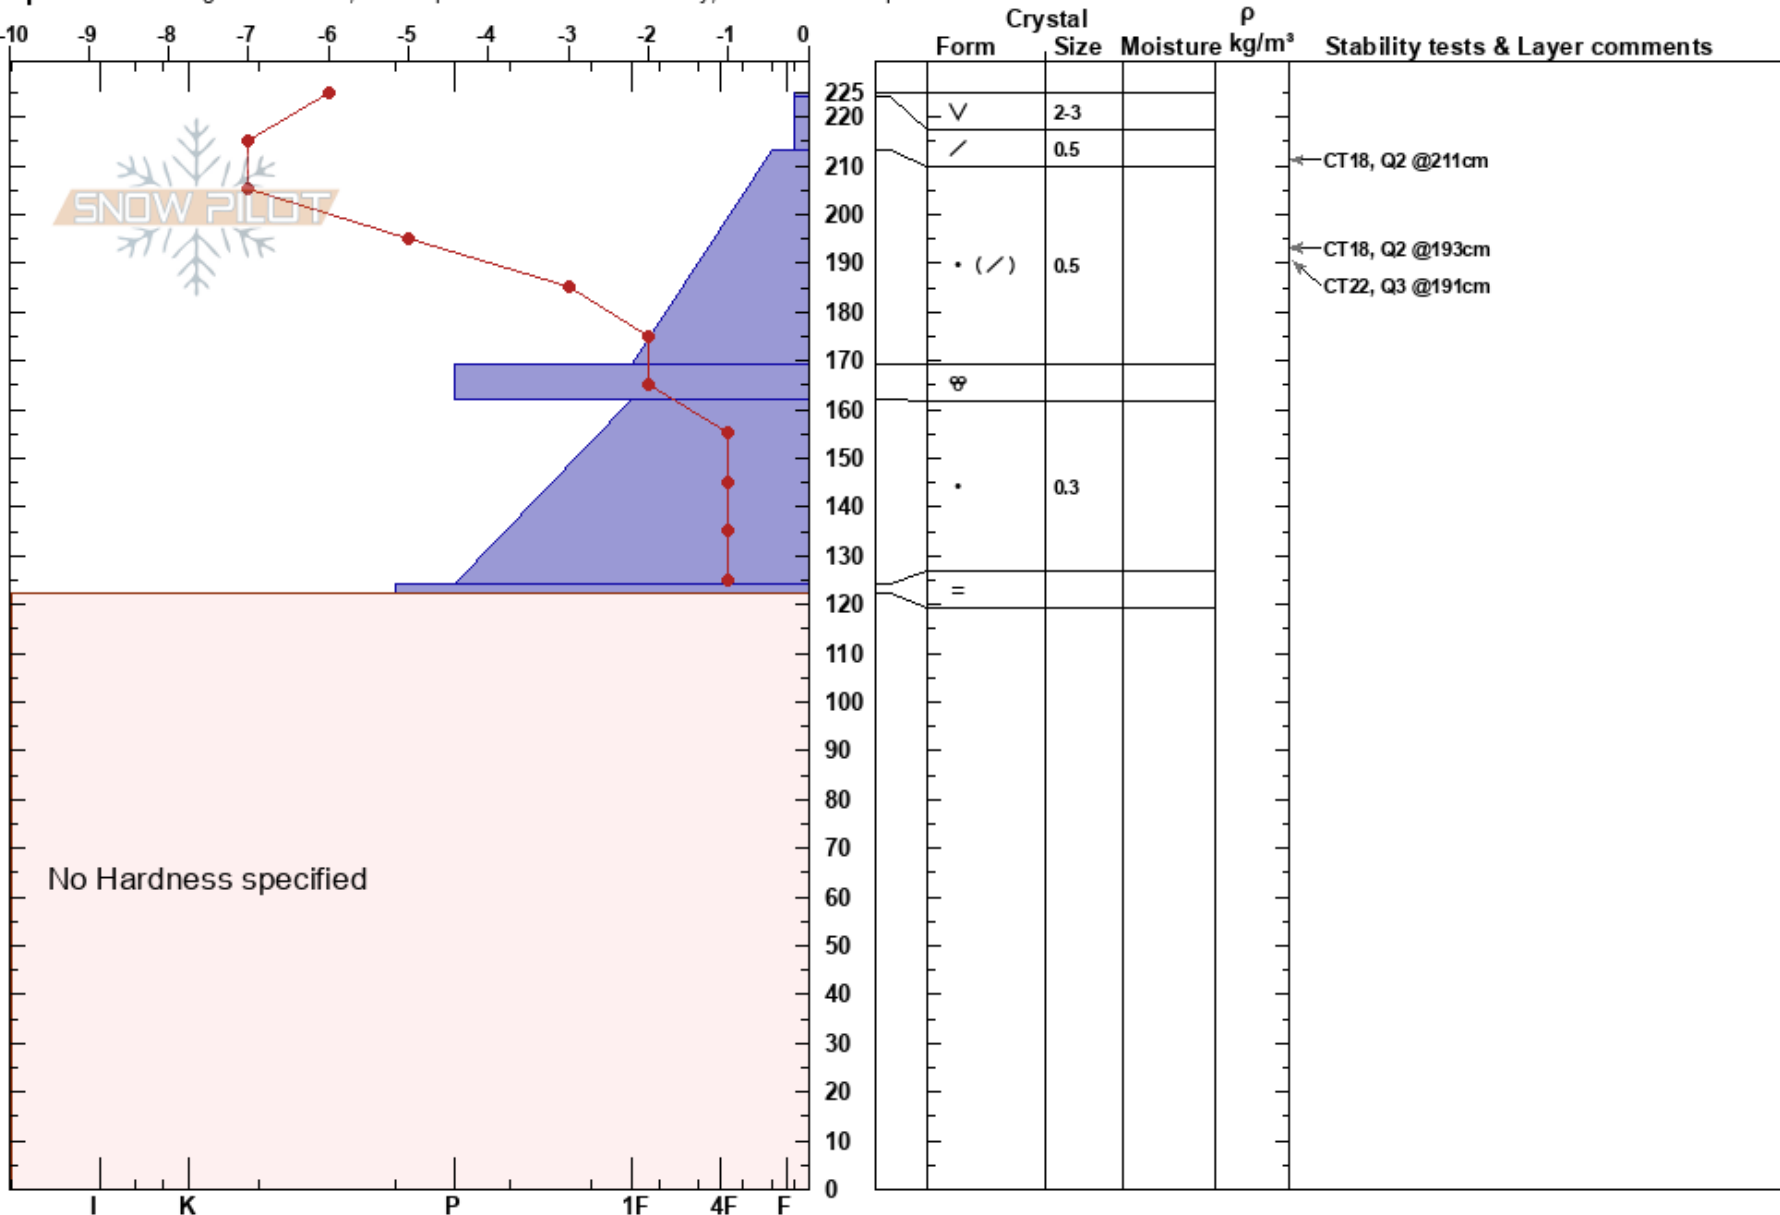 Crystal ρ
-10 -9 -8 -7 -6 -5 -4 -3 -2 -1 0 Form Size Moisture kg/m³ Stability tests & Layer comments
225
V 2-3
220
/ 0.5
CT18, Q2 @211cm
210
SNOW PILOT
200
CT18, Q2 @193cm
190 • (/) 0.5
CT22, Q3 @191cm
180
170
160
150
• 0.3
140
130
=
120
110
100
90
80
70
No Hardness specified
60
50
40
30
20
10
0
I K P 1F 4F F